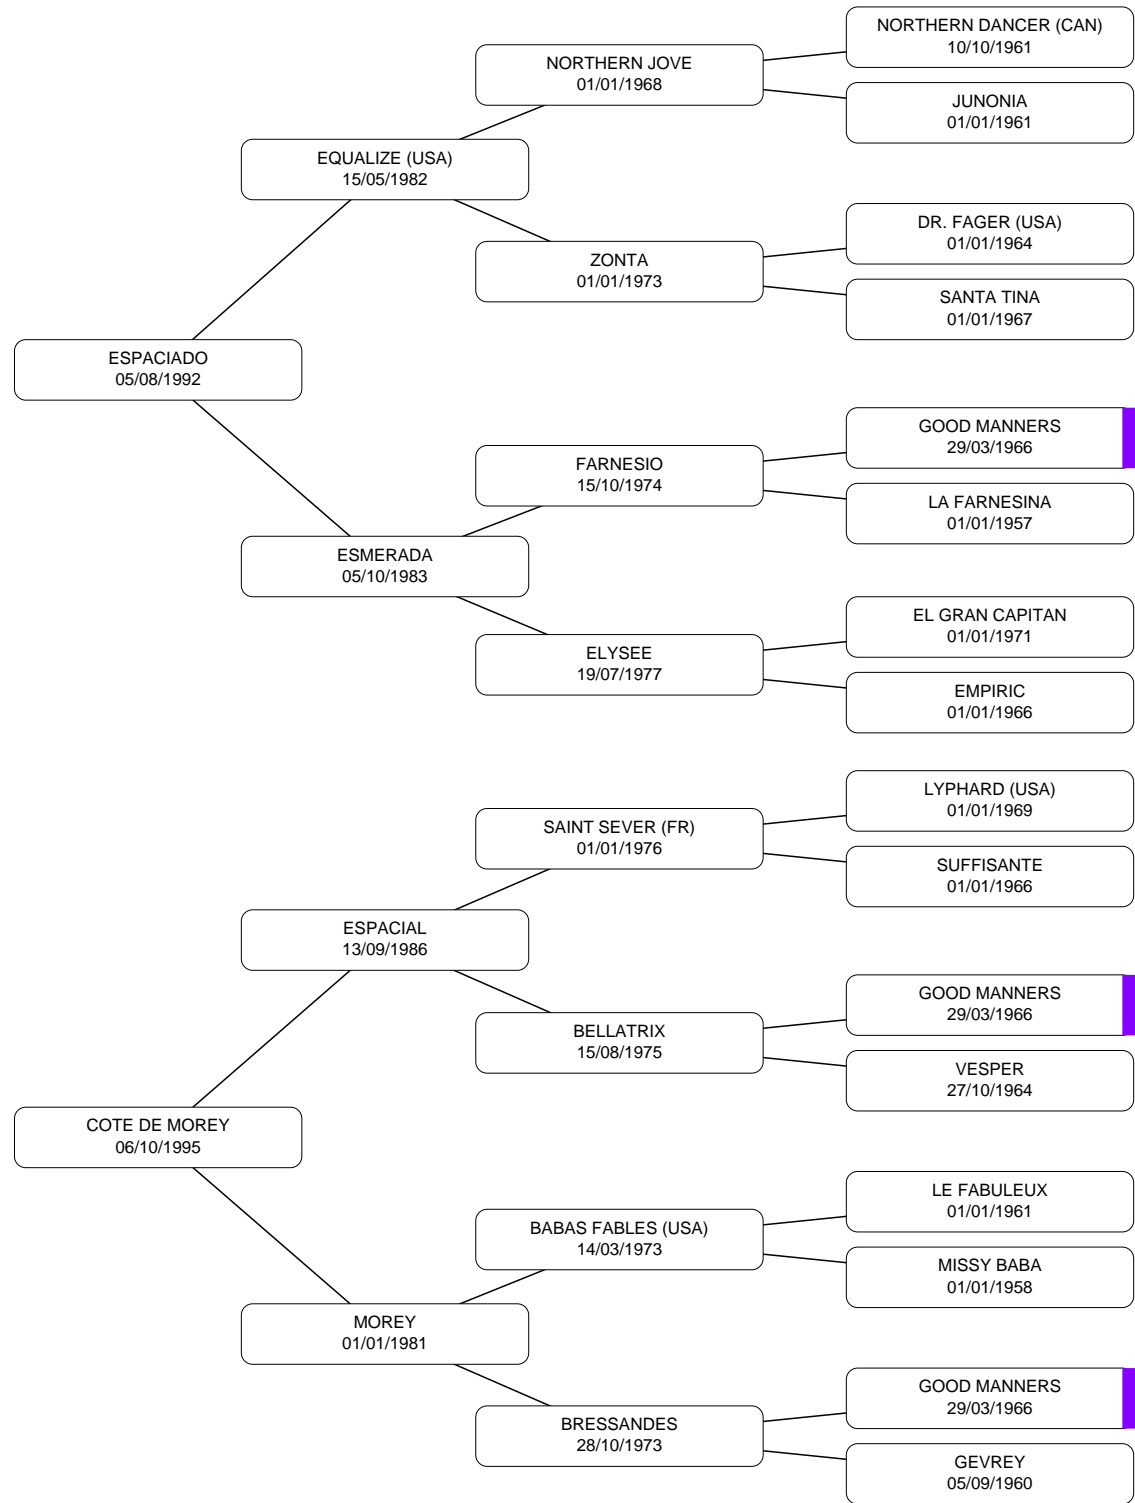 NORTHERN DANCER (CAN)
10/10/1961
NORTHERN JOVE
01/01/1968
JUNONIA
01/01/1961
EQUALIZE (USA)
15/05/1982
DR. FAGER (USA)
01/01/1964
ZONTA
01/01/1973
SANTA TINA
01/01/1967
ESPACIADO
05/08/1992
GOOD MANNERS
29/03/1966
FARNESIO
15/10/1974
LA FARNESINA
01/01/1957
ESMERADA
05/10/1983
EL GRAN CAPITAN
01/01/1971
ELYSEE
19/07/1977
EMPIRIC
01/01/1966
LYPHARD (USA)
01/01/1969
SAINT SEVER (FR)
01/01/1976
SUFFISANTE
01/01/1966
ESPACIAL
13/09/1986
GOOD MANNERS
29/03/1966
BELLATRIX
15/08/1975
VESPER
27/10/1964
COTE DE MOREY
06/10/1995
LE FABULEUX
01/01/1961
BABAS FABLES (USA)
14/03/1973
MISSY BABA
01/01/1958
MOREY
01/01/1981
GOOD MANNERS
29/03/1966
BRESSANDES
28/10/1973
GEVREY
05/09/1960